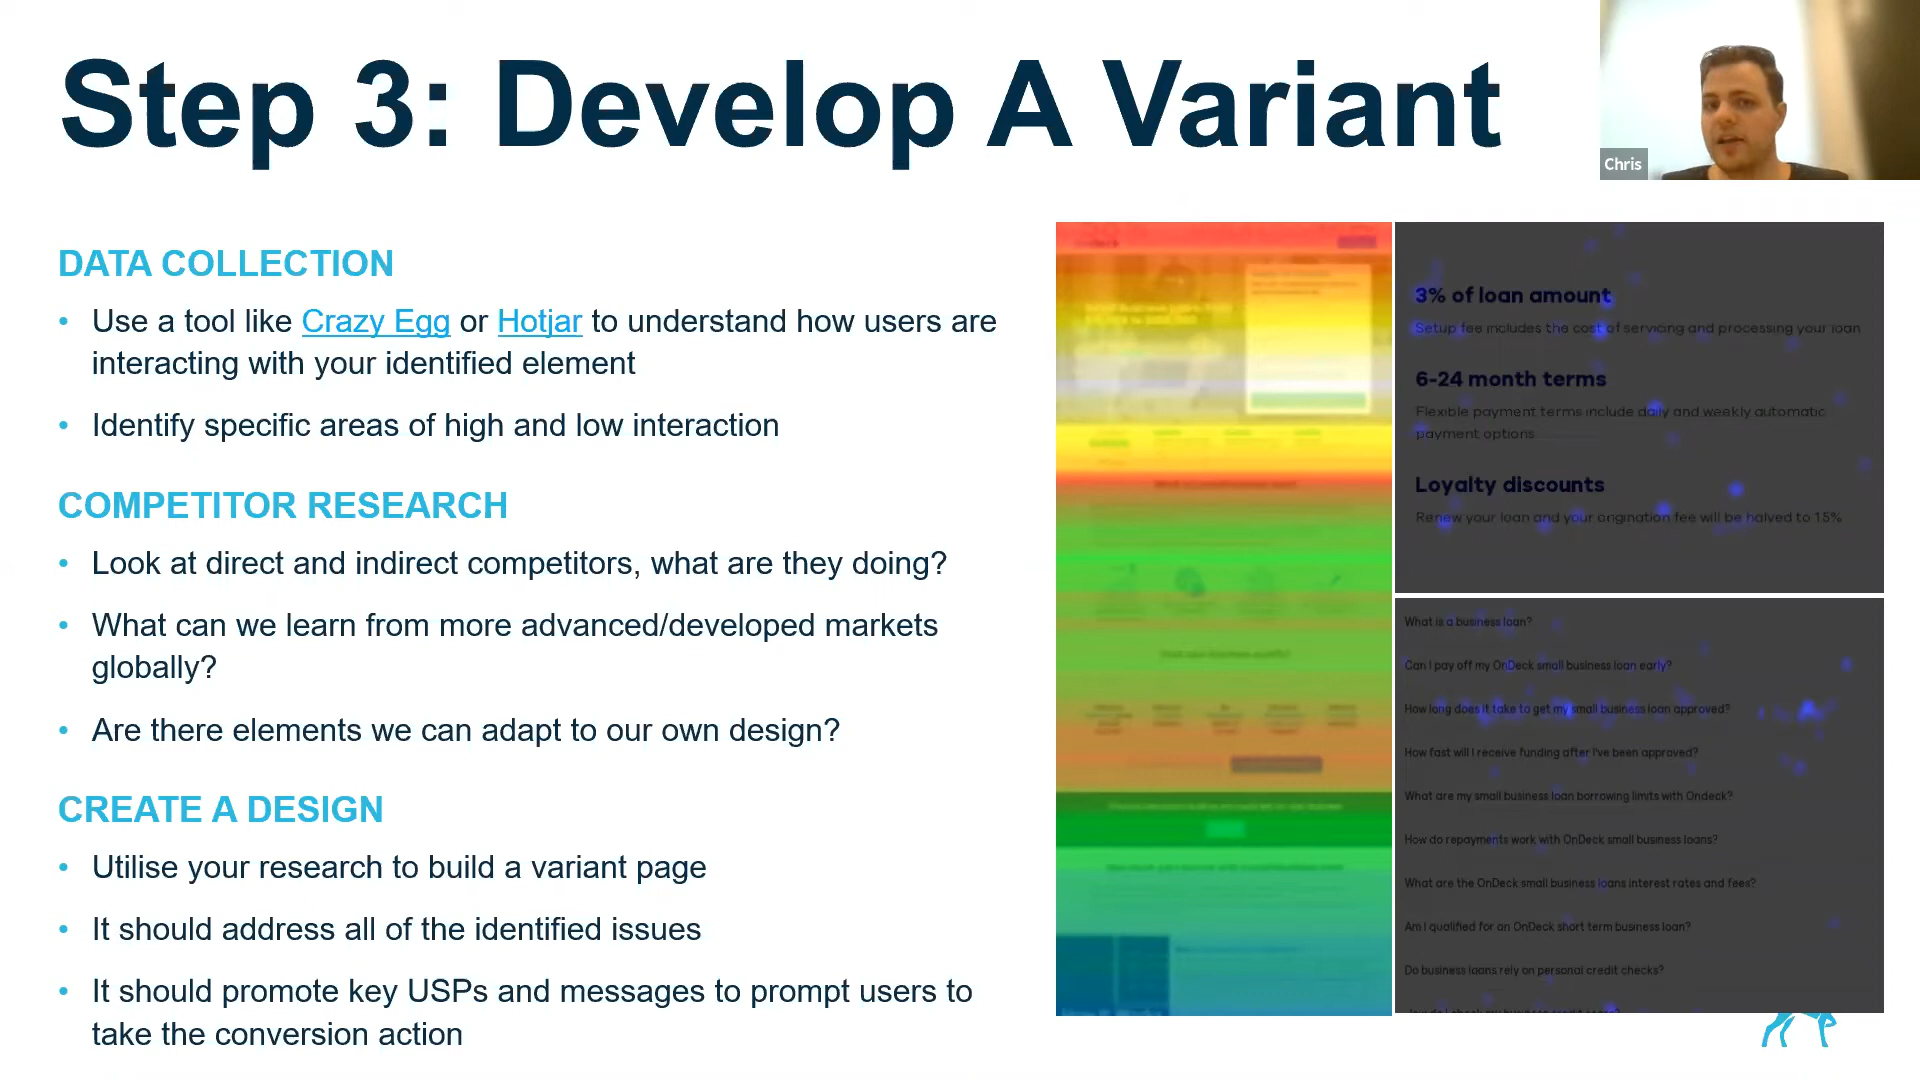 Step 3: Develop A Variant
Chris
DATA COLLECTION
• Use a tool like Crazy Egg or Hotjar to understand how users are
interacting with your identified element
• Identify specific areas of high and low interaction
COMPETITOR RESEARCH
• Look at direct and indirect competitors, what are they doing?
• What can we learn from more advanced/developed markets
globally?
• Are there elements we can adapt to our own design?
CREATE A DESIGN
• Utilise your research to build a variant page
• It should address all of the identified issues
• It should promote key USPs and messages to prompt users to
take the conversion action
3% of loan amount
Setup fee includes the cost of servicing and processing your loan
6-24 month terms
Flexible payment terms include daily and weekly automatic
payment options
Loyalty discounts
Renew your loan and your origination fee will be halved to 15%
What is a business loan?
Can I pay off my OnDeck small business loan early?
How long does it take to get my small business loan approved?
How fast will I receive funding after I've been approved?
What are my small business loan borrowing limits with Ondeck?
How do repayments work with OnDeck small business loans?
What are the OnDeck small business loans interest rates and fees?
Am I qualified for an OnDeck short term business loan?
Do business loans rely on personal credit checks?